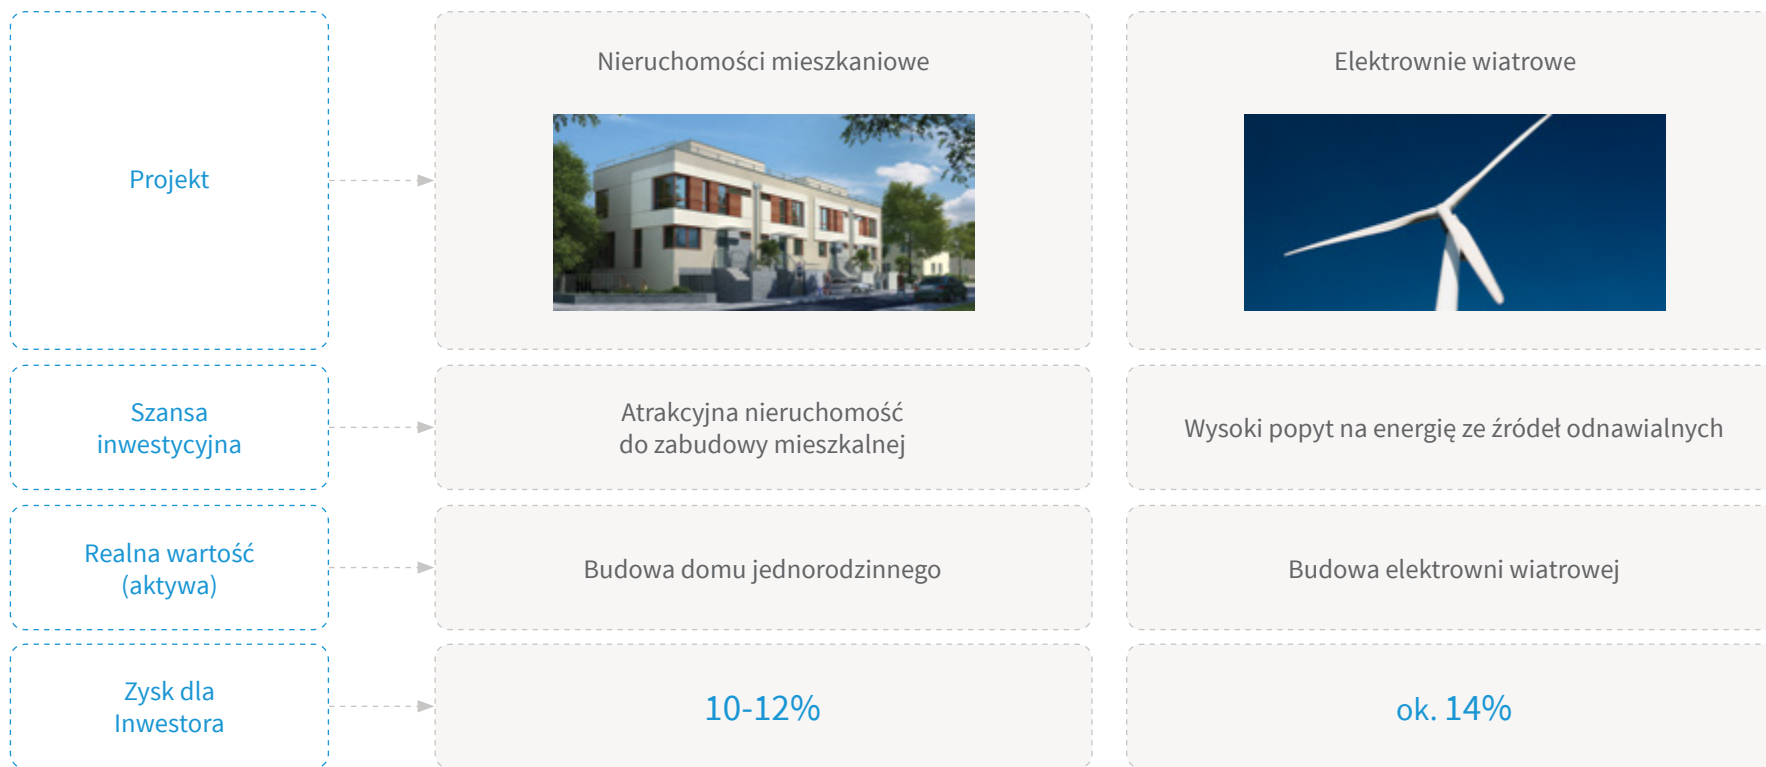 Projekt
Nieruchomości mieszkaniowe
Elektrownie wiatrowe
Szansa
inwestycyjna
Atrakcyjna nieruchomość
do zabudowy mieszkalnej
Wysoki popyt na energię ze źródeł odnawialnych
Realna wartość
(aktywa)
Budowa domu jednorodzinnego
Budowa elektrowni wiatrowej
Zysk dla
Inwestora
10-12%
ok. 14%